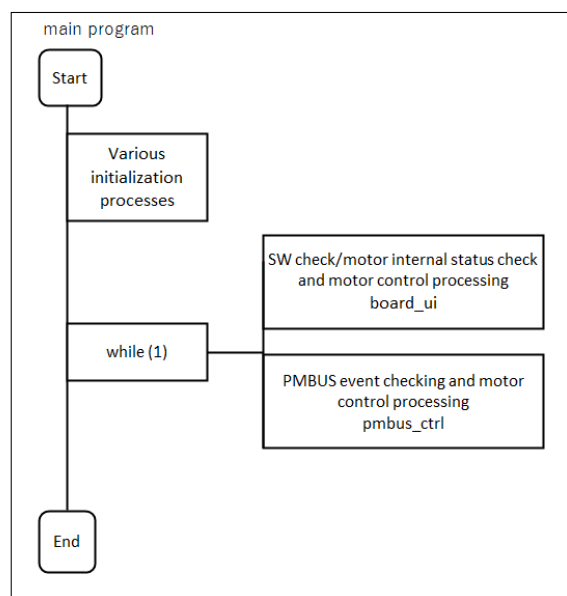 main program
Start
Various
initialization
processes
SW check/motor internal status check
and motor control processing
board_ui
while (1)
PMBUS event checking and motor
control processing
pmbus_ctrl
End